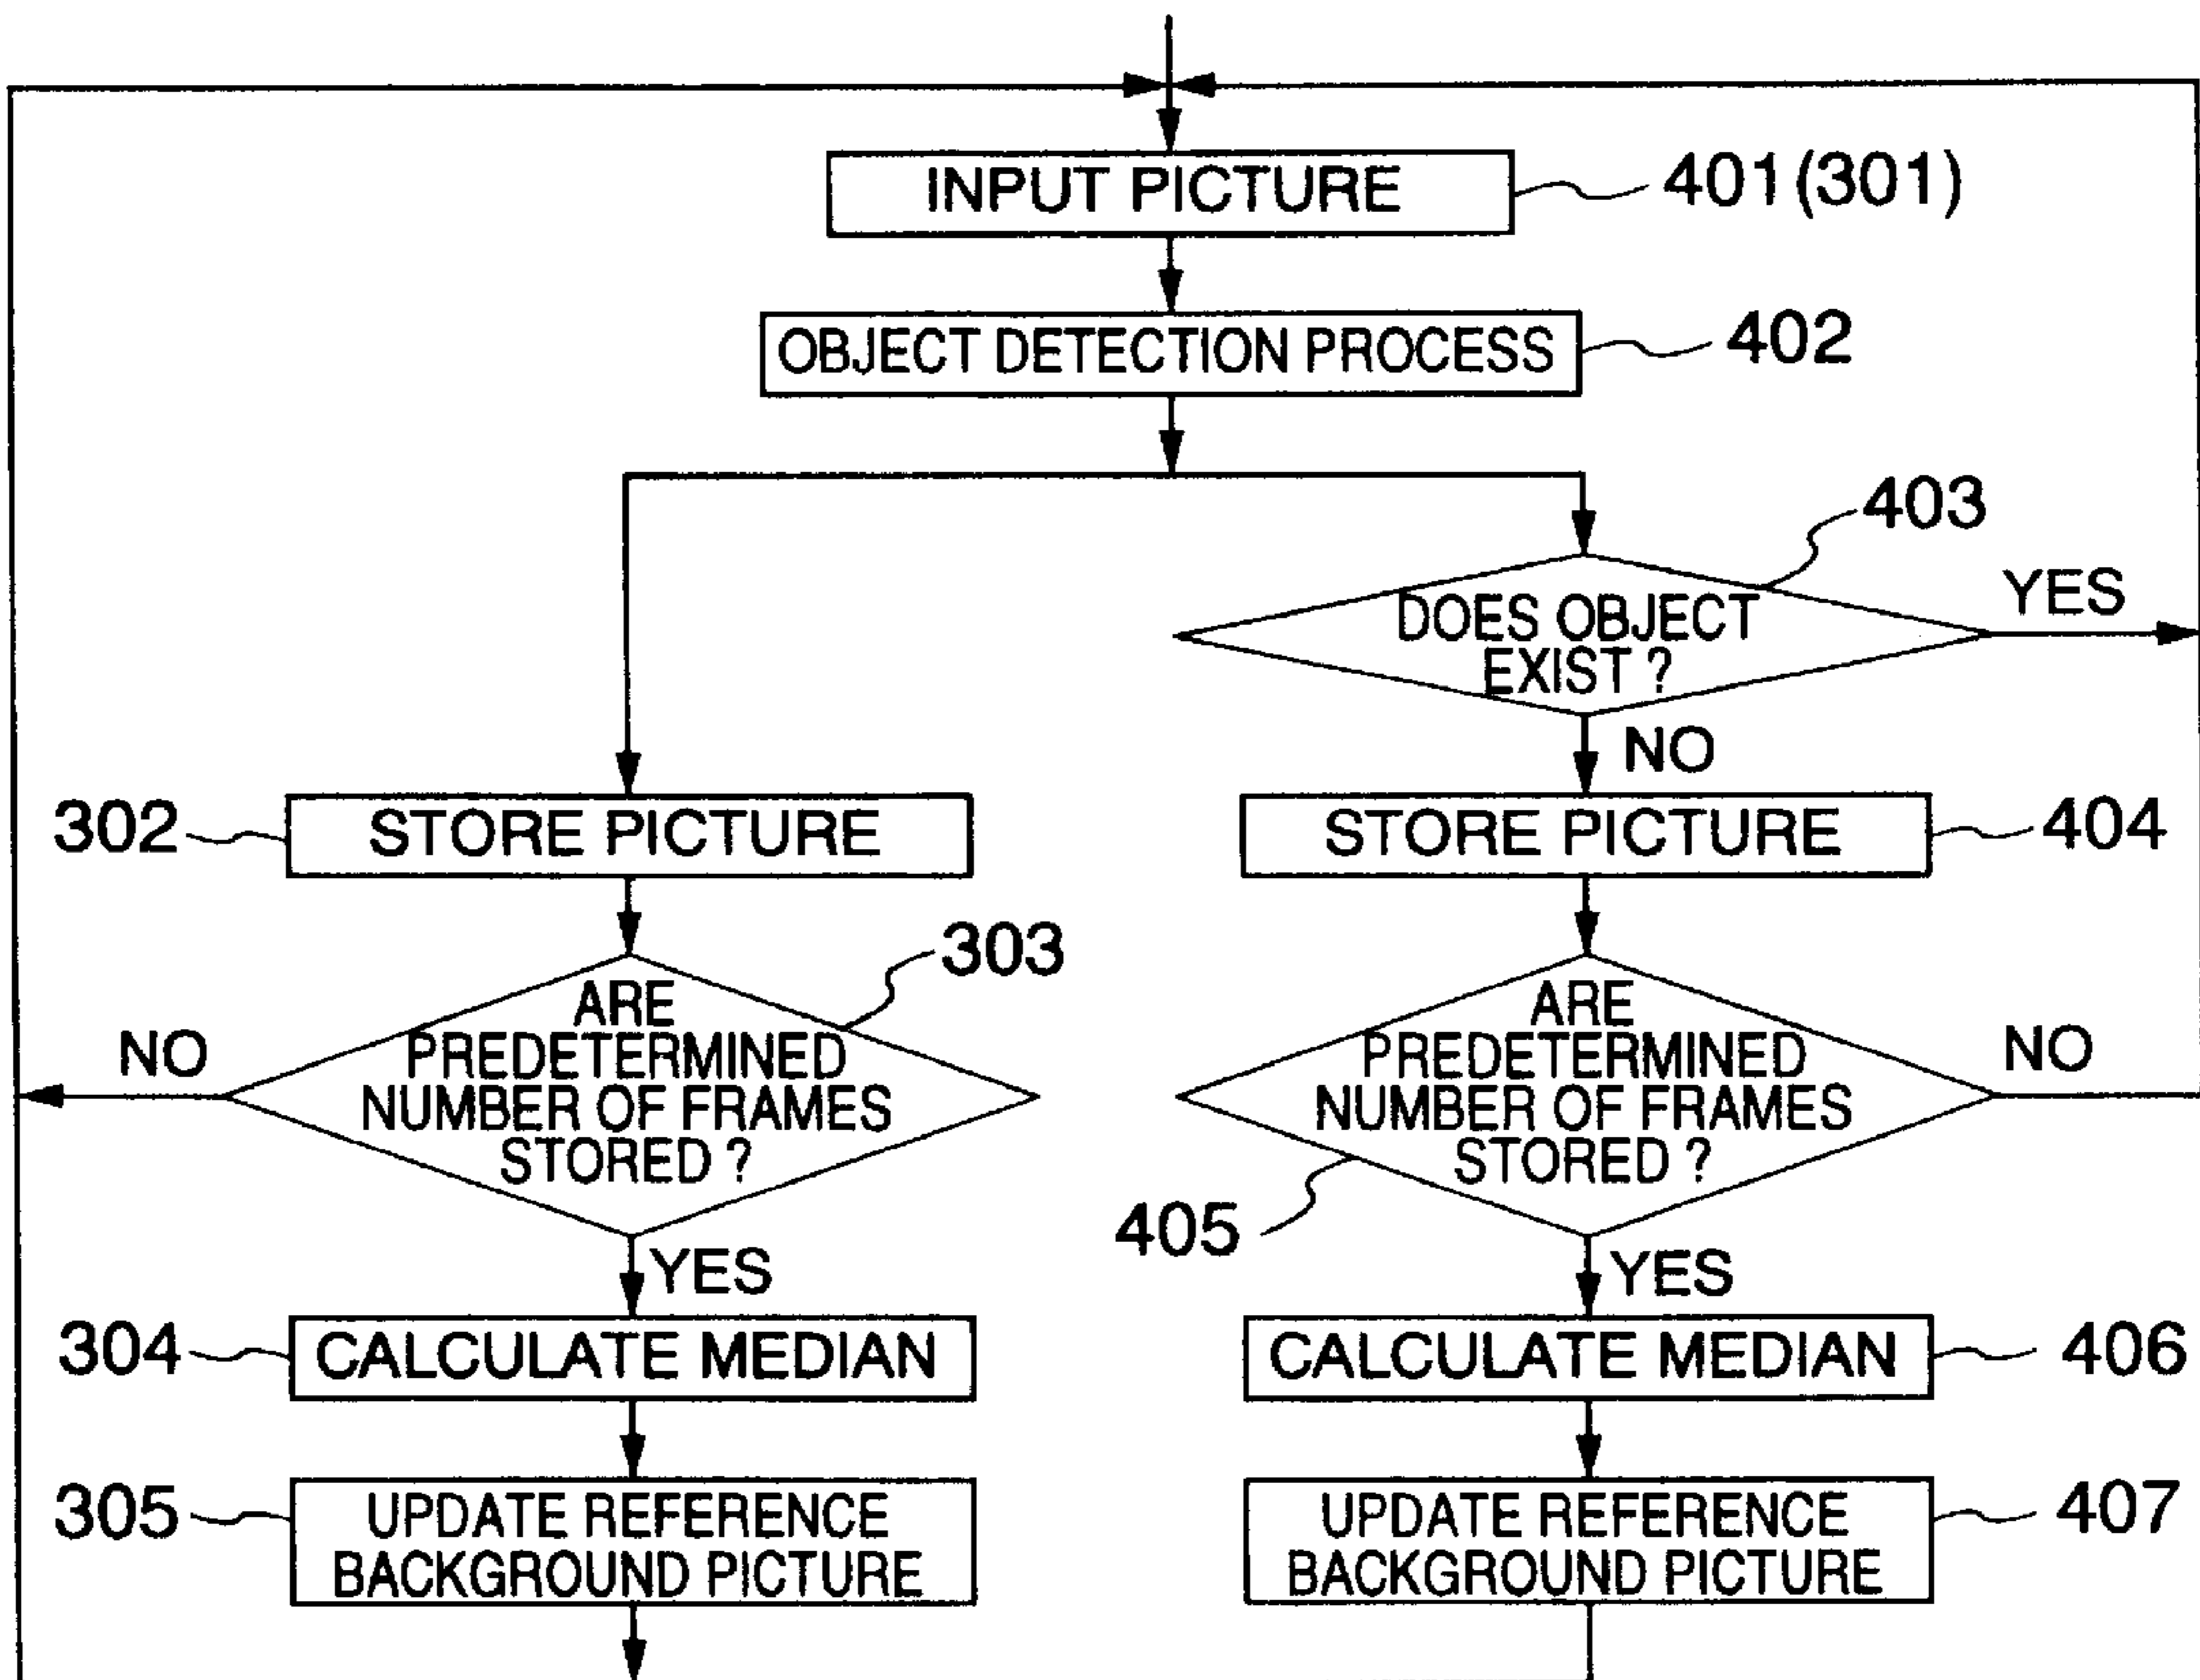 INPUT PICTURE
401(301)
OBJECT DETECTION PROCESS
402
403
DOES OBJECT
EXIST ?
YES
NO
302
STORE PICTURE
STORE PICTURE
404
303
ARE
PREDETERMINED
NUMBER OF FRAMES
STORED ?
NO
YES
ARE
PREDETERMINED
NUMBER OF FRAMES
STORED ?
NO
405
YES
304
CALCULATE MEDIAN
CALCULATE MEDIAN
406
305
UPDATE REFERENCE
BACKGROUND PICTURE
UPDATE REFERENCE
BACKGROUND PICTURE
407